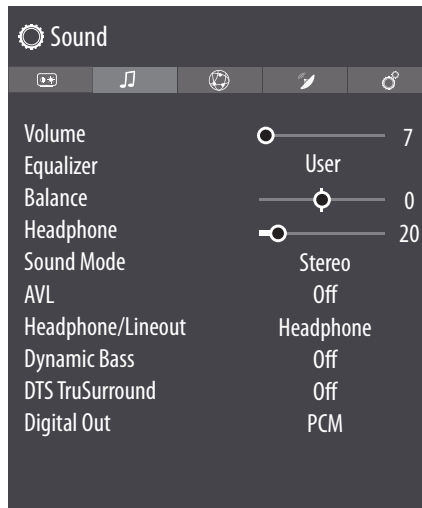 Sound
Volume 7
Equalizer User
Balance 0
Headphone 20
Sound Mode Stereo
AVL Off
Headphone/Lineout Headphone
Dynamic Bass Off
DTS TruSurround Off
Digital Out PCM